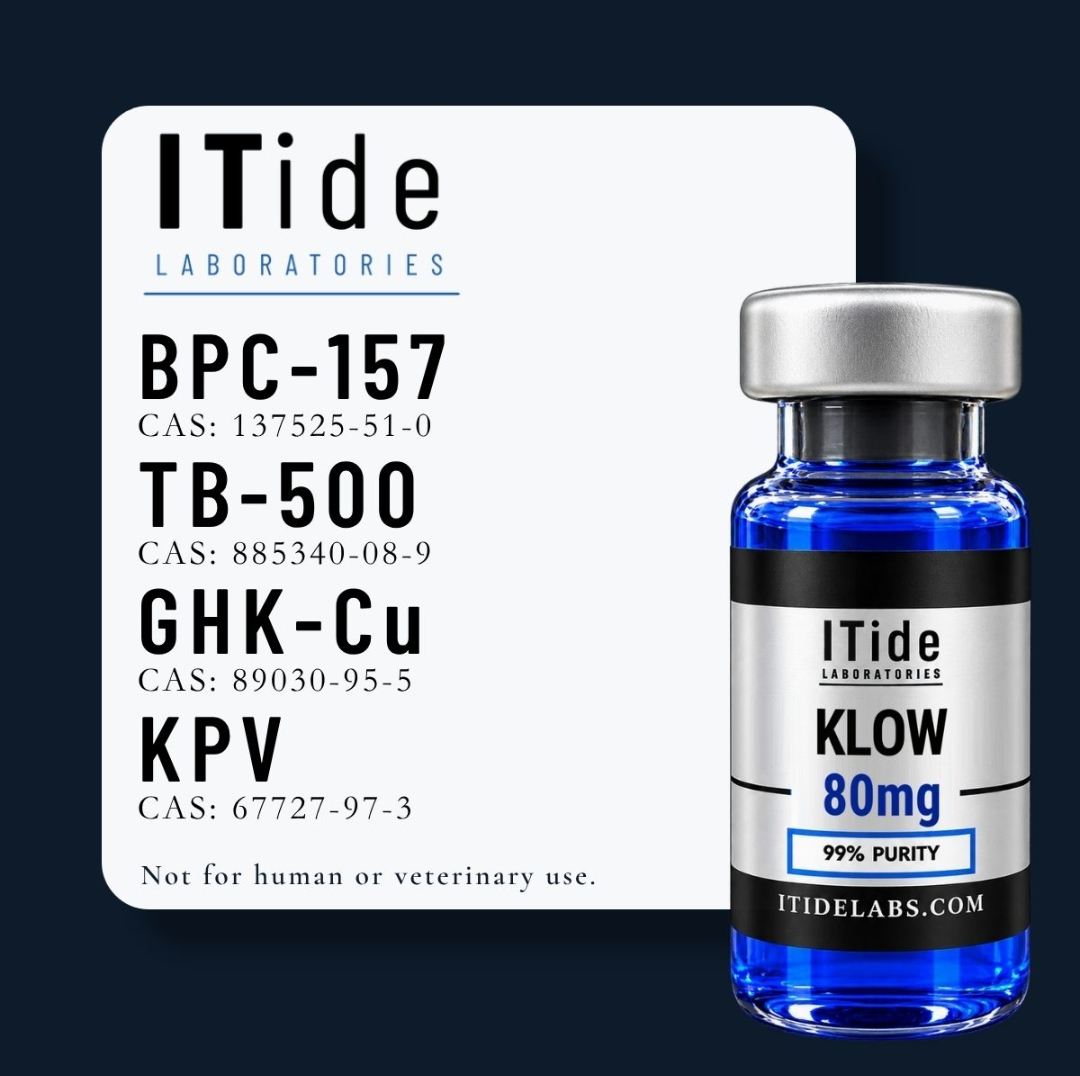 ITide
LABORATORIES
BPC-157
CAS: 137525-51-0
TB-500
CAS: 885340-08-9
GHK-Cu
CAS: 89030-95-5
KPV
CAS: 67727-97-3
Not for human or veterinary use.
ITide
LABORATORIES
KLOW
80mg
99% PURITY
ITIDELABS.COM